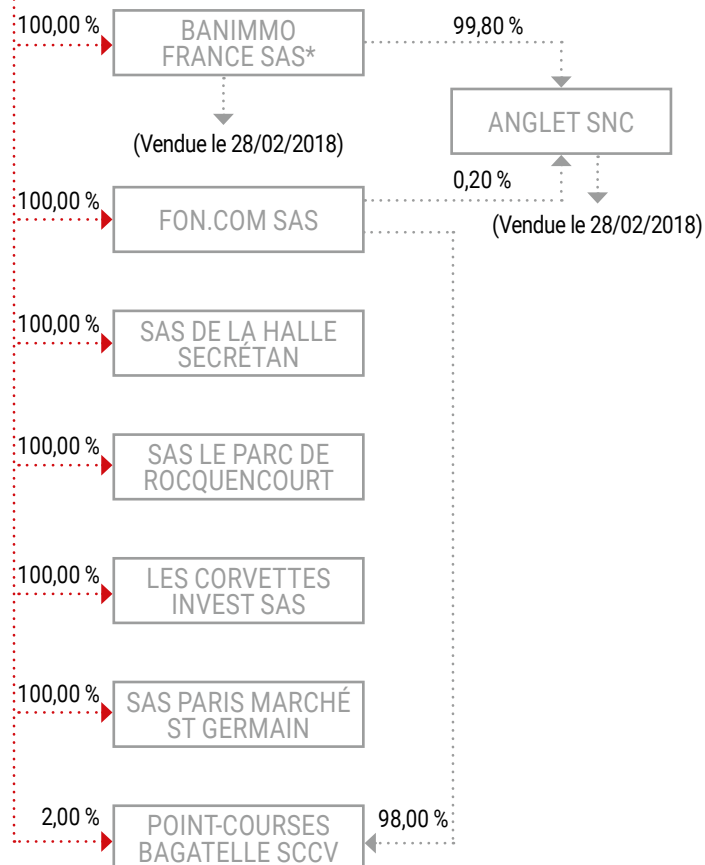 100,00 %
BANIMMO
FRANCE SAS*
99,80 %
(Vendue le 28/02/2018)
ANGLET SNC
100,00 %
FON.COM SAS
0,20 %
(Vendue le 28/02/2018)
100,00 %
SAS DE LA HALLE
SECRÉTAN
100,00 %
SAS LE PARC DE
ROCQUENCOURT
100,00 %
LES CORVETTES
INVEST SAS
100,00 %
SAS PARIS MARCHÉ
ST GERMAIN
2,00 %
POINT-COURSES
BAGATELLE SCCV
98,00 %